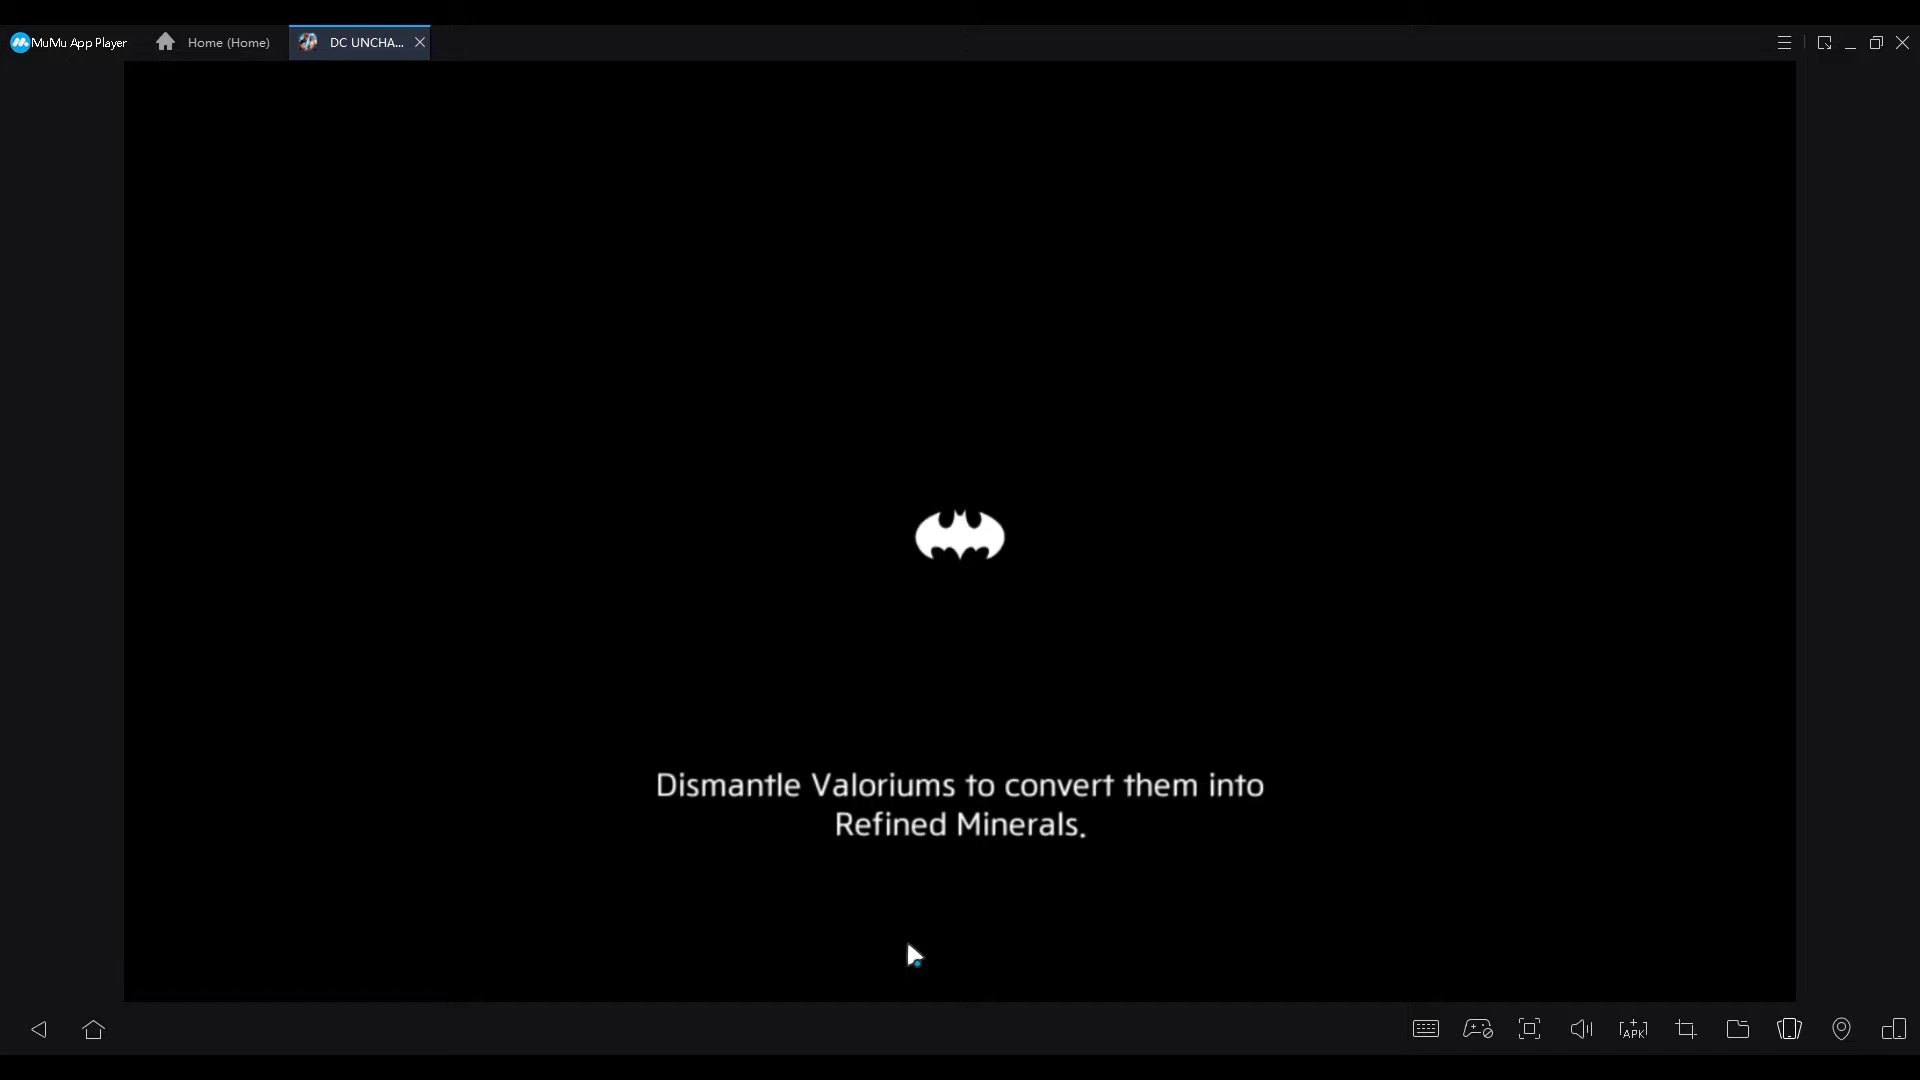 MuMu App Player
Home (Home)
DC UNCHA...
Dismantle Valoriums to convert them into
Refined Minerals.
APK